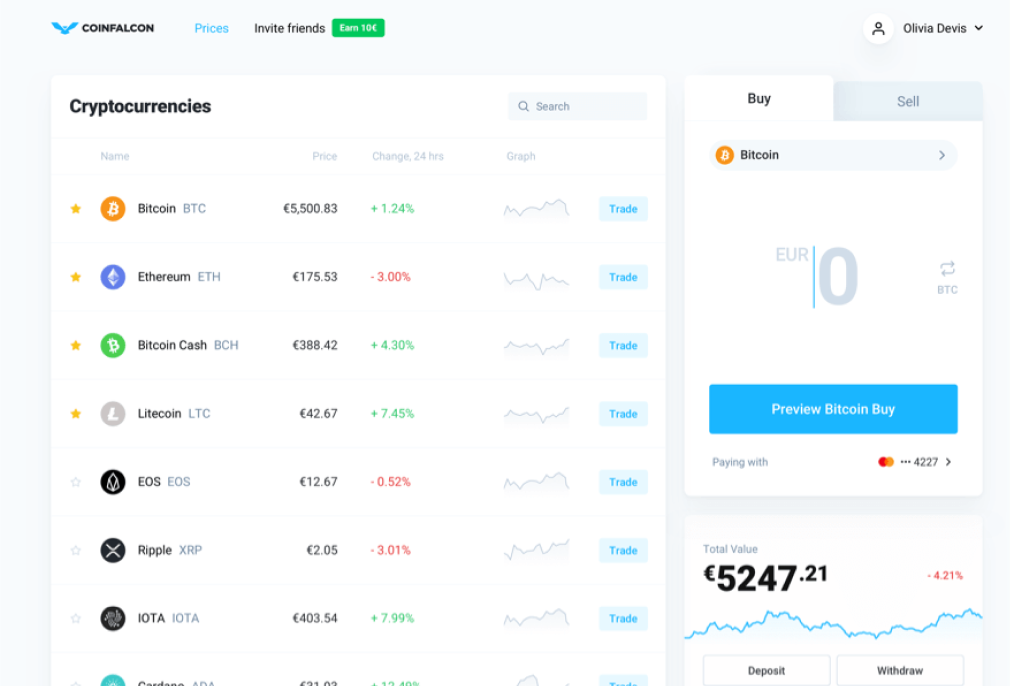 COINFALCON Prices Invite friends Earn 10€ Olivia Devis
Cryptocurrencies Search
Name Price Change, 24 hrs Graph
Bitcoin BTC €5,500.83 + 1.24% Trade
Ethereum ETH €175.53 - 3.00% Trade
Bitcoin Cash BCH €388.42 + 4.30% Trade
Litecoin LTC €42.67 + 7.45% Trade
EOS EOS €12.67 - 0.52% Trade
Ripple XRP €2.05 - 3.01% Trade
IOTA IOTA €403.54 + 7.99% Trade
Cardano ADA €31.03 + 12.49% Trade
Buy Sell
Bitcoin
EUR 0
BTC
Preview Bitcoin Buy
Paying with ••• 4227
Total Value
€5247.21 - 4.21%
Deposit Withdraw